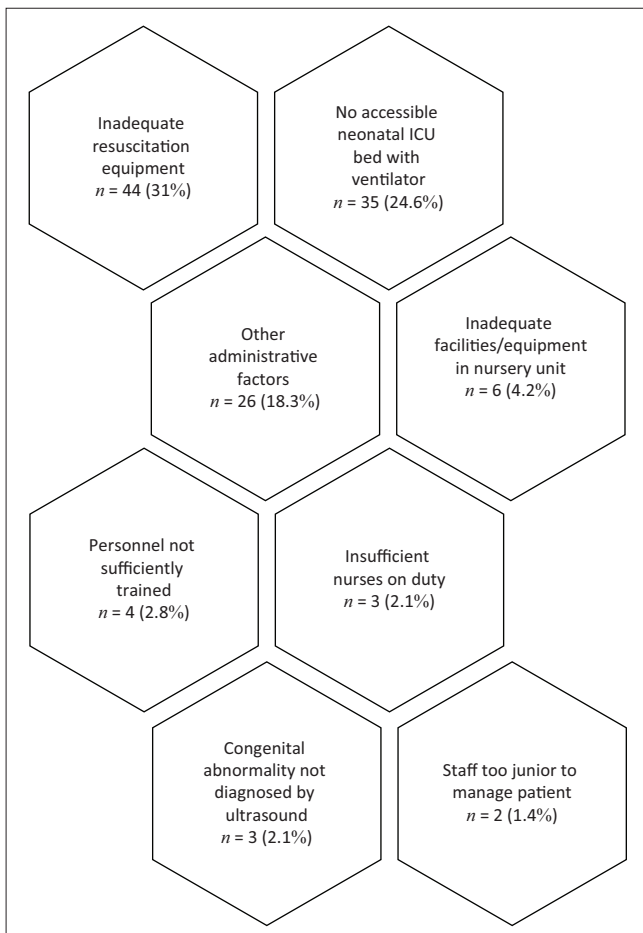 Inadequate
resuscitation
equipment
n = 44 (31%)
No accessible
neonatal ICU
bed with
ventilator
n = 35 (24.6%)
Other
administrative
factors
n = 26 (18.3%)
Inadequate
facilities/equipment
in nursery unit
n = 6 (4.2%)
Personnel not
sufficiently
trained
n = 4 (2.8%)
Insufficient
nurses on duty
n = 3 (2.1%)
Congenital
abnormality not
diagnosed by
ultrasound
n = 3 (2.1%)
Staff too junior to
manage patient
n = 2 (1.4%)